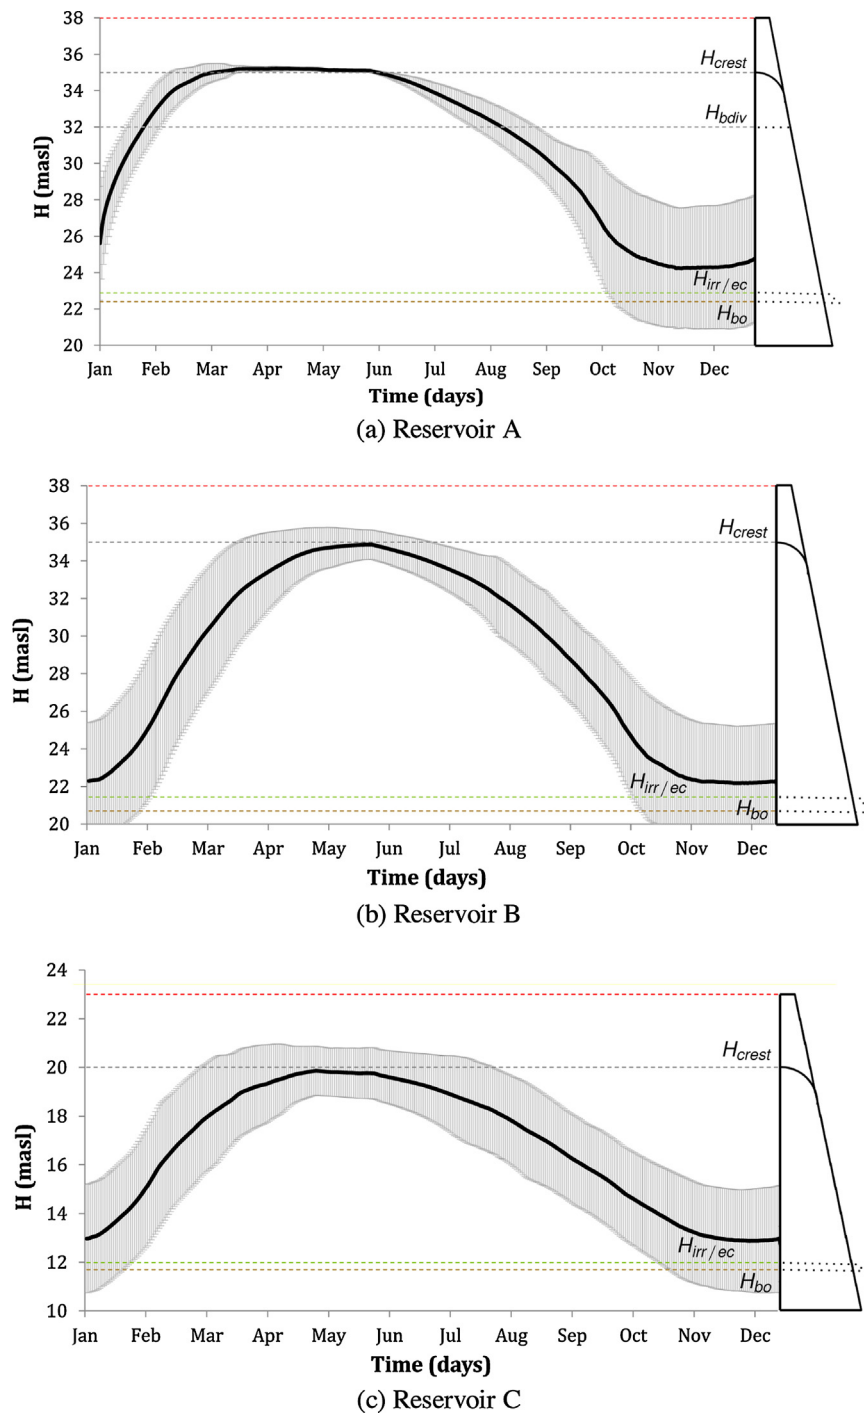 38
36
34
32
30
28
26
24
22
20
H (masl)
H_crest
H_bdiv
H_irr/ec
H_bo
Jan Feb Mar Apr May Jun Jul Aug Sep Oct Nov Dec
Time (days)
(a) Reservoir A
38
36
34
32
30
28
26
24
22
20
H (masl)
H_crest
H_irr/ec
H_bo
Jan Feb Mar Apr May Jun Jul Aug Sep Oct Nov Dec
Time (days)
(b) Reservoir B
24
22
20
18
16
14
12
10
H (masl)
H_crest
H_irr/ec
H_bo
Jan Feb Mar Apr May Jun Jul Aug Sep Oct Nov Dec
Time (days)
(c) Reservoir C